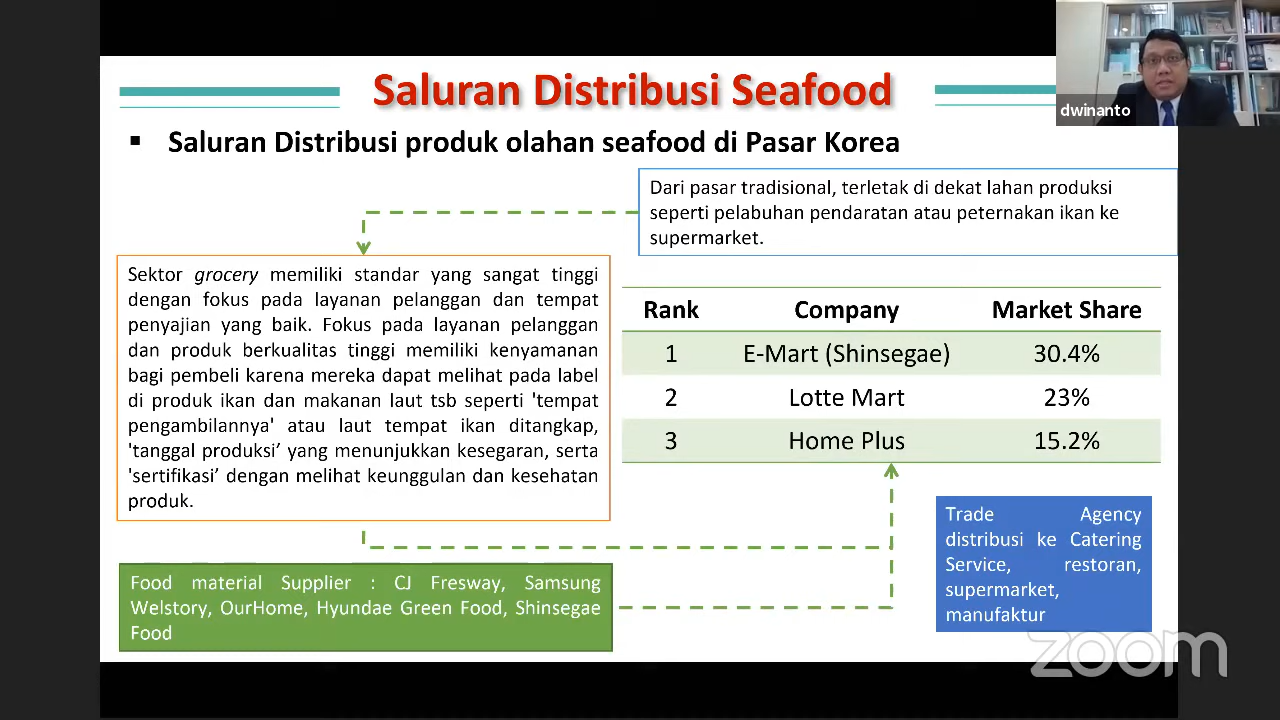 Saluran Distribusi Seafood
dwinanto
▪ Saluran Distribusi produk olahan seafood di Pasar Korea
Dari pasar tradisional, terletak di dekat lahan produksi
seperti pelabuhan pendaratan atau peternakan ikan ke
supermarket.
Sektor grocery memiliki standar yang sangat tinggi
dengan fokus pada layanan pelanggan dan tempat
penyajian yang baik. Fokus pada layanan pelanggan
dan produk berkualitas tinggi memiliki kenyamanan
bagi pembeli karena mereka dapat melihat pada label
di produk ikan dan makanan laut tsb seperti 'tempat
pengambilannya' atau laut tempat ikan ditangkap,
'tanggal produksi’ yang menunjukkan kesegaran, serta
'sertifikasi’ dengan melihat keunggulan dan kesehatan
produk.
Rank Company Market Share
1 E-Mart (Shinsegae) 30.4%
2 Lotte Mart 23%
3 Home Plus 15.2%
Food material Supplier : CJ Fresway, Samsung
Welstory, OurHome, Hyundae Green Food, Shinsegae
Food
Trade Agency
distribusi ke Catering
Service, restoran,
supermarket,
manufaktur
zoom